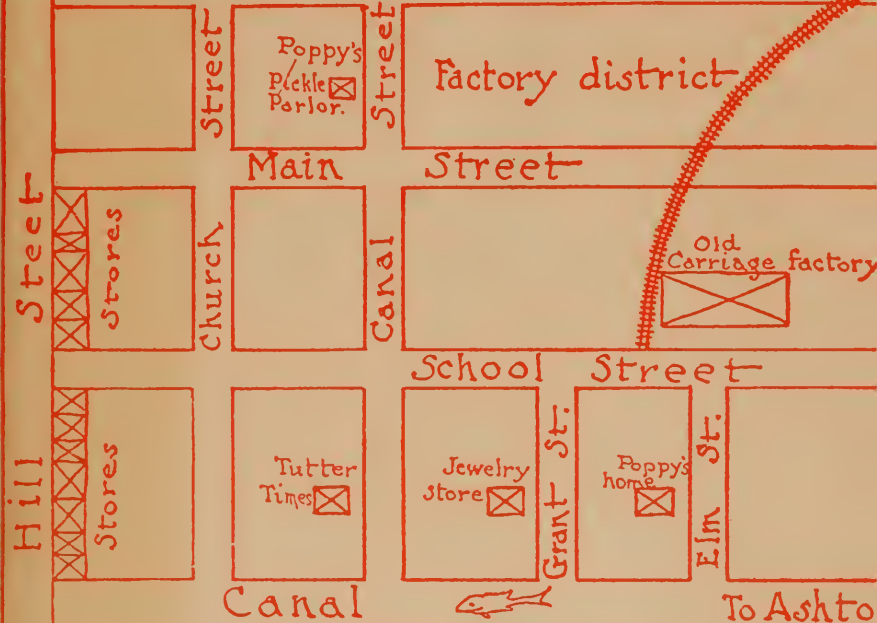 Street
Street
Poppy's
Pickle
Parlor.
Factory district
Main Street
Steet
Stores
Church
Canal
Old
Carriage factory
School Street
Hill
Stores
Tutter
Times
Jewelry
Store
Grant St.
Poppy's
home
Elm St.
Canal
To Ashto